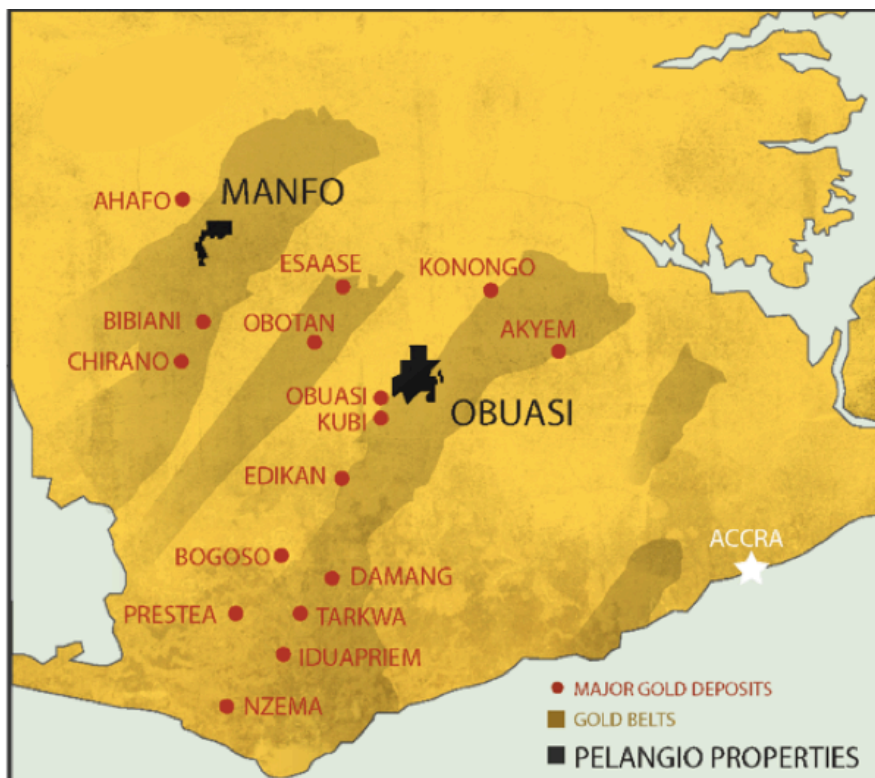 AHAFO
MANFO
ESAASE
KONONGO
BIBIANI
OBOTAN
AKYEM
CHIRANO
OBUASI
KUBI
OBUASI
EDIKAN
ACCRA
BOGOSO
DAMANG
PRESTEA
TARKWA
IDUAPRIEM
NZEMA
MAJOR GOLD DEPOSITS
GOLD BELTS
PELANGIO PROPERTIES